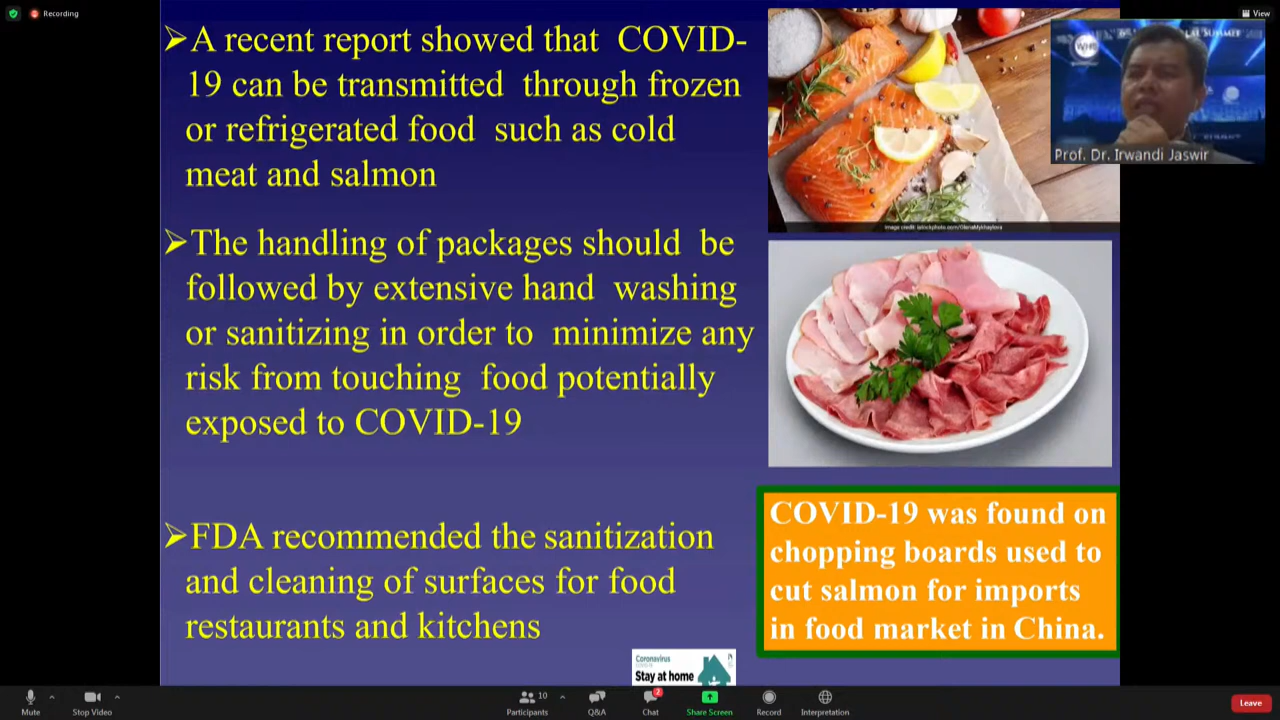 Recording
View
➢A recent report showed that COVID-
19 can be transmitted through frozen
or refrigerated food such as cold
meat and salmon
➢The handling of packages should be
followed by extensive hand washing
or sanitizing in order to minimize any
risk from touching food potentially
exposed to COVID-19
➢FDA recommended the sanitization
and cleaning of surfaces for food
restaurants and kitchens
Prof. Dr. Irwandi Jaswir
COVID-19 was found on
chopping boards used to
cut salmon for imports
in food market in China.
Coronavirus
Stay at home
Mute
Stop Video
10
Participants
Q&A
2
Chat
Share Screen
Record
Interpretation
Leave